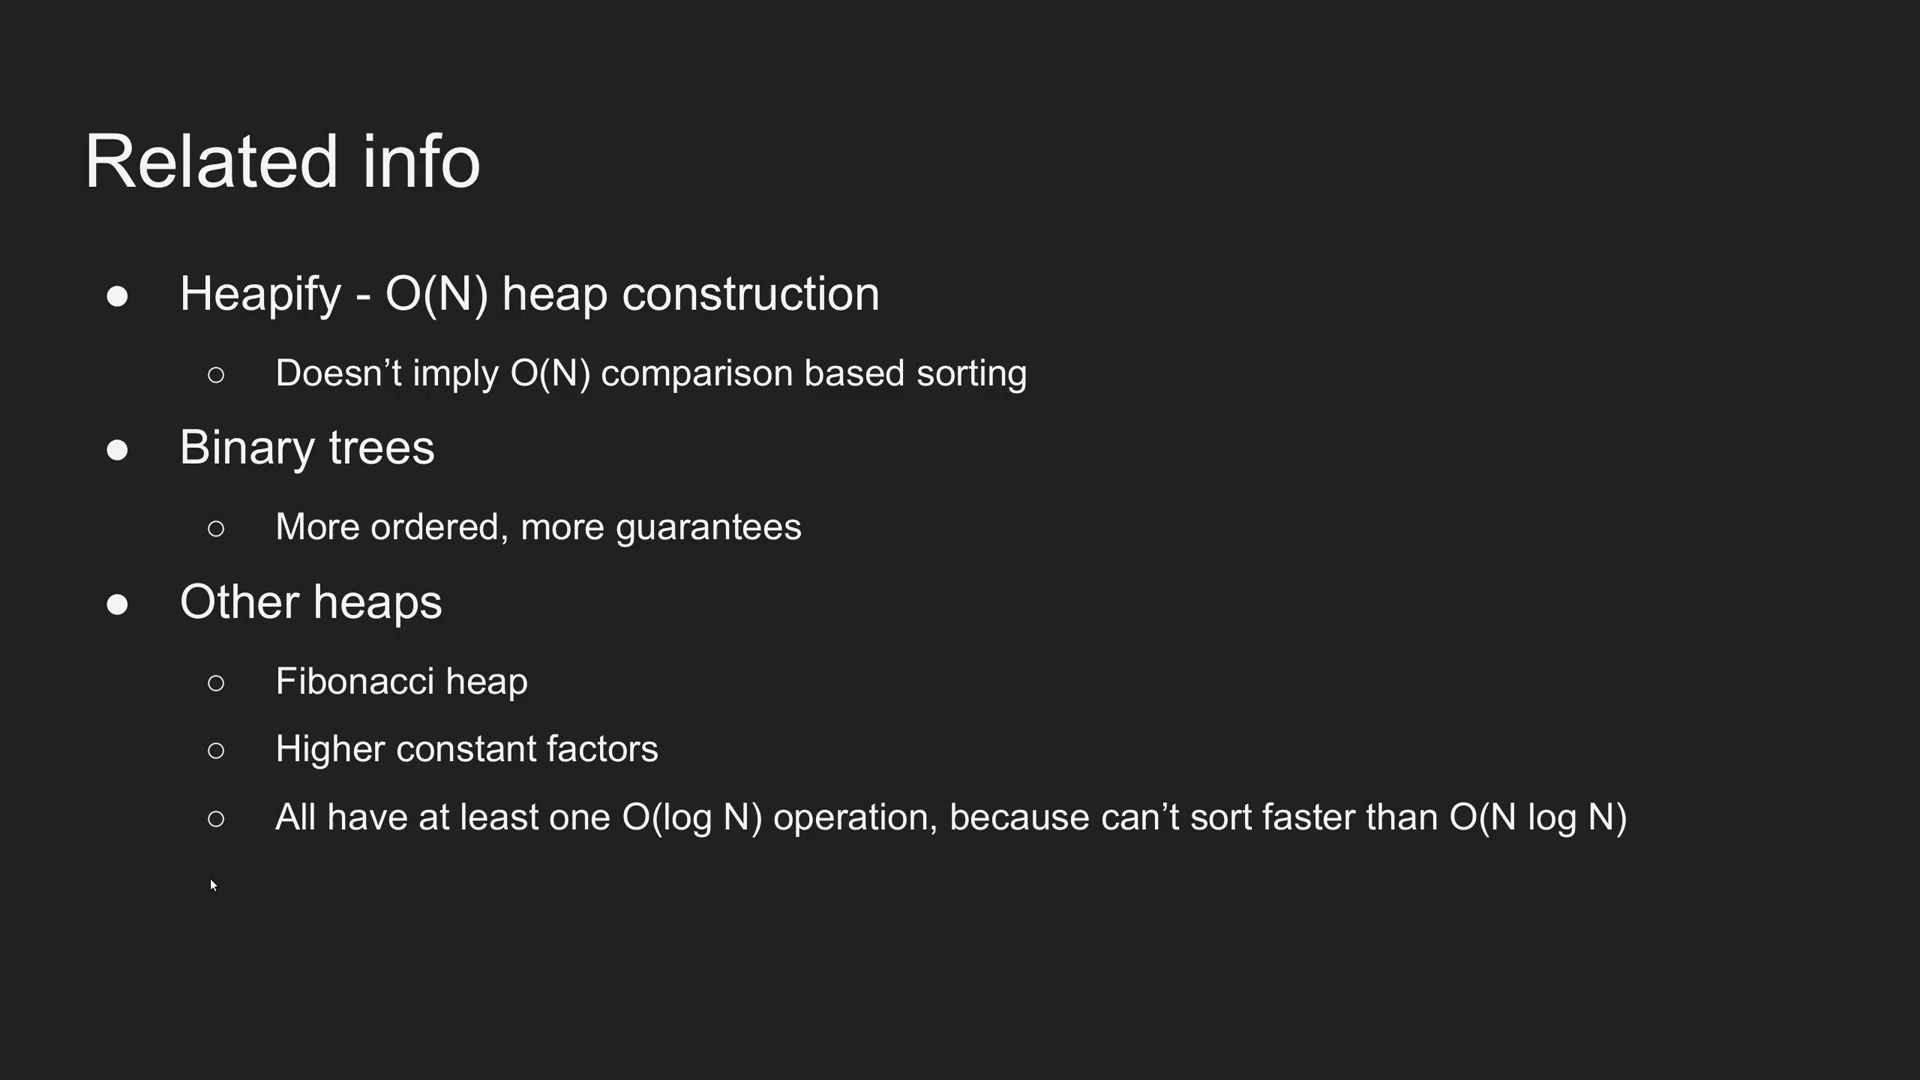 Related info
● Heapify - O(N) heap construction
○ Doesn’t imply O(N) comparison based sorting
● Binary trees
○ More ordered, more guarantees
● Other heaps
○ Fibonacci heap
○ Higher constant factors
○ All have at least one O(log N) operation, because can’t sort faster than O(N log N)